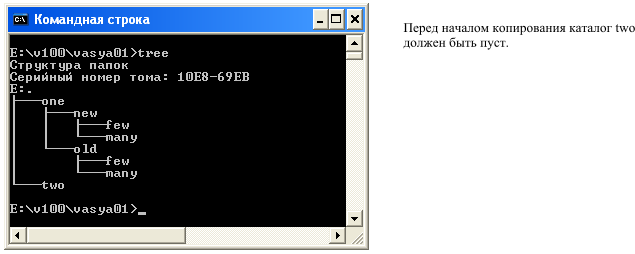 Командная строка
E:\v100\vasya01>tree
Структура папок
Серийный номер тома: 10E8-69EB
E:.
├───one
│   ├───new
│   │   ├───few
│   │   └───many
│   └───old
│       ├───few
│       └───many
└───two
E:\v100\vasya01>_
Перед началом копирования каталог two
должен быть пуст.